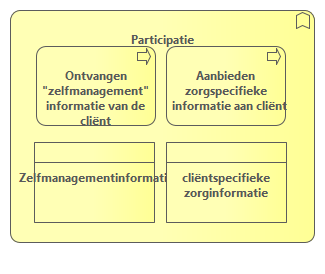 Participatie
Ontvangen
"zelfmanagement"
informatie van de
cliënt
Aanbieden
zorgspecifieke
informatie aan cliënt
Zelfmanagementinformati
cliëntspecifieke
zorginformatie